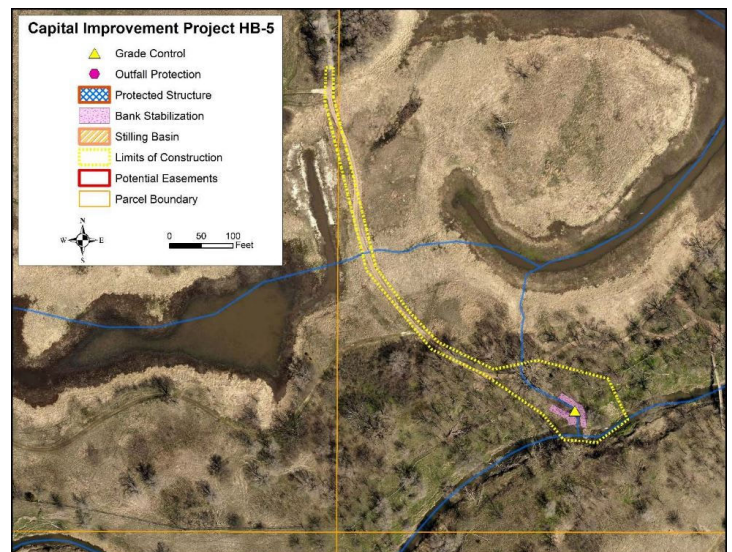 Capital Improvement Project HB-5
Grade Control
Outfall Protection
Protected Structure
Bank Stabilization
Stilling Basin
Limits of Construction
Potential Easements
Parcel Boundary
N
W E
S
0 50 100
Feet